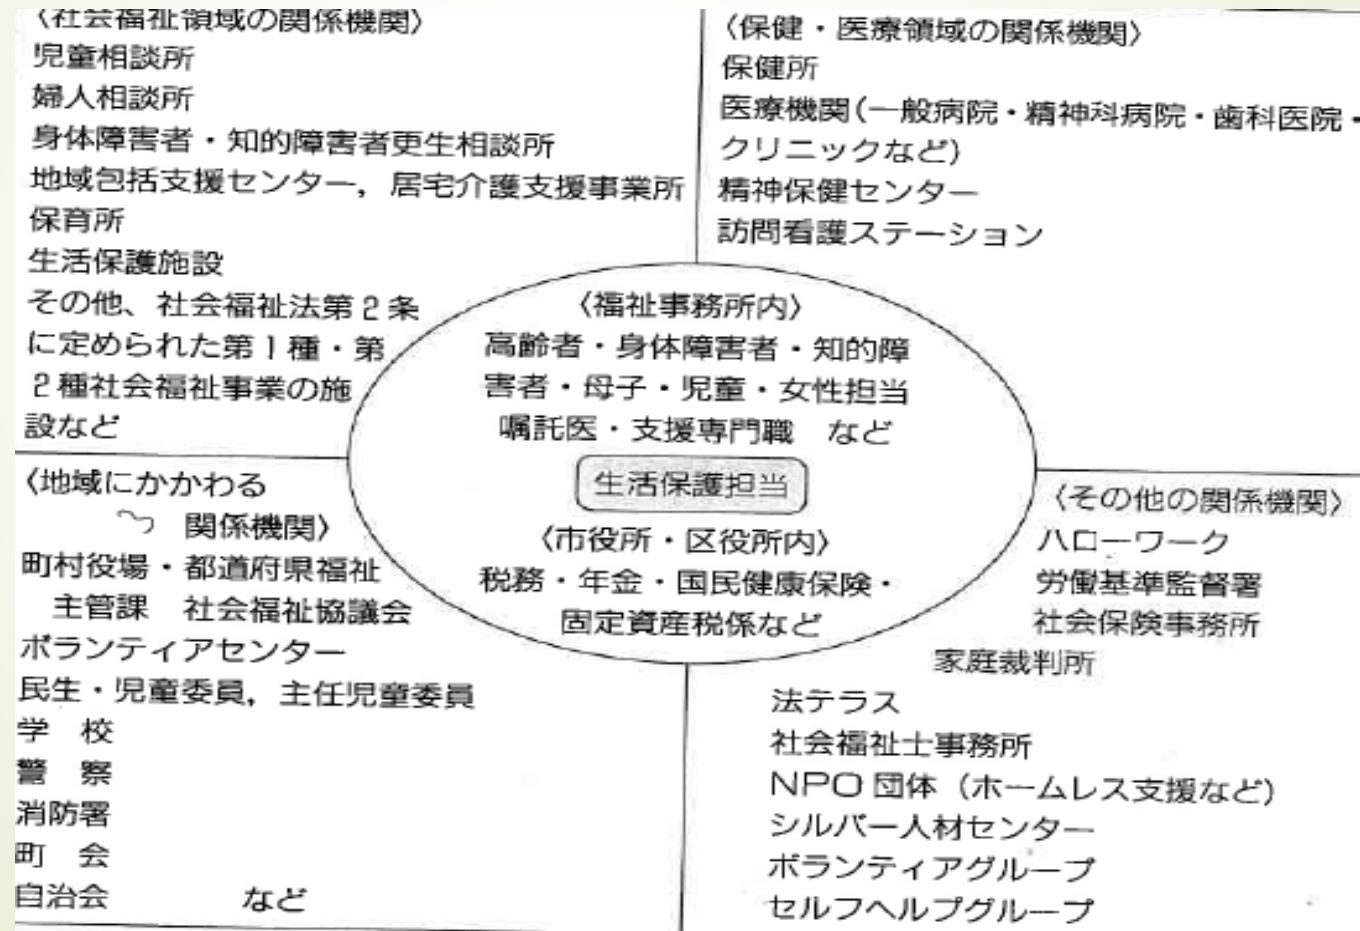 〈社会福祉領域の関係機関〉
児童相談所
婦人相談所
身体障害者・知的障害者更生相談所
地域包括支援センター，居宅介護支援事業所
保育所
生活保護施設
その他、社会福祉法第2条
に定められた第1種・第
2種社会福祉事業の施
設など
〈保健・医療領域の関係機関〉
保健所
医療機関(一般病院・精神科病院・歯科医院・
クリニックなど)
精神保健センター
訪問看護ステーション
〈福祉事務所内〉
高齢者・身体障害者・知的障
害者・母子・児童・女性担当
嘱託医・支援専門職　など
生活保護担当
〈市役所・区役所内〉
税務・年金・国民健康保険・
固定資産税係など
〈地域にかかわる
関係機関〉
町村役場・都道府県福祉
主管課　社会福祉協議会
ボランティアセンター
民生・児童委員，主任児童委員
学　校
警　察
消防署
町　会
自治会　　　　など
〈その他の関係機関〉
ハローワーク
労働基準監督署
社会保険事務所
家庭裁判所
法テラス
社会福祉士事務所
NPO団体（ホームレス支援など）
シルバー人材センター
ボランティアグループ
セルフヘルプグループ